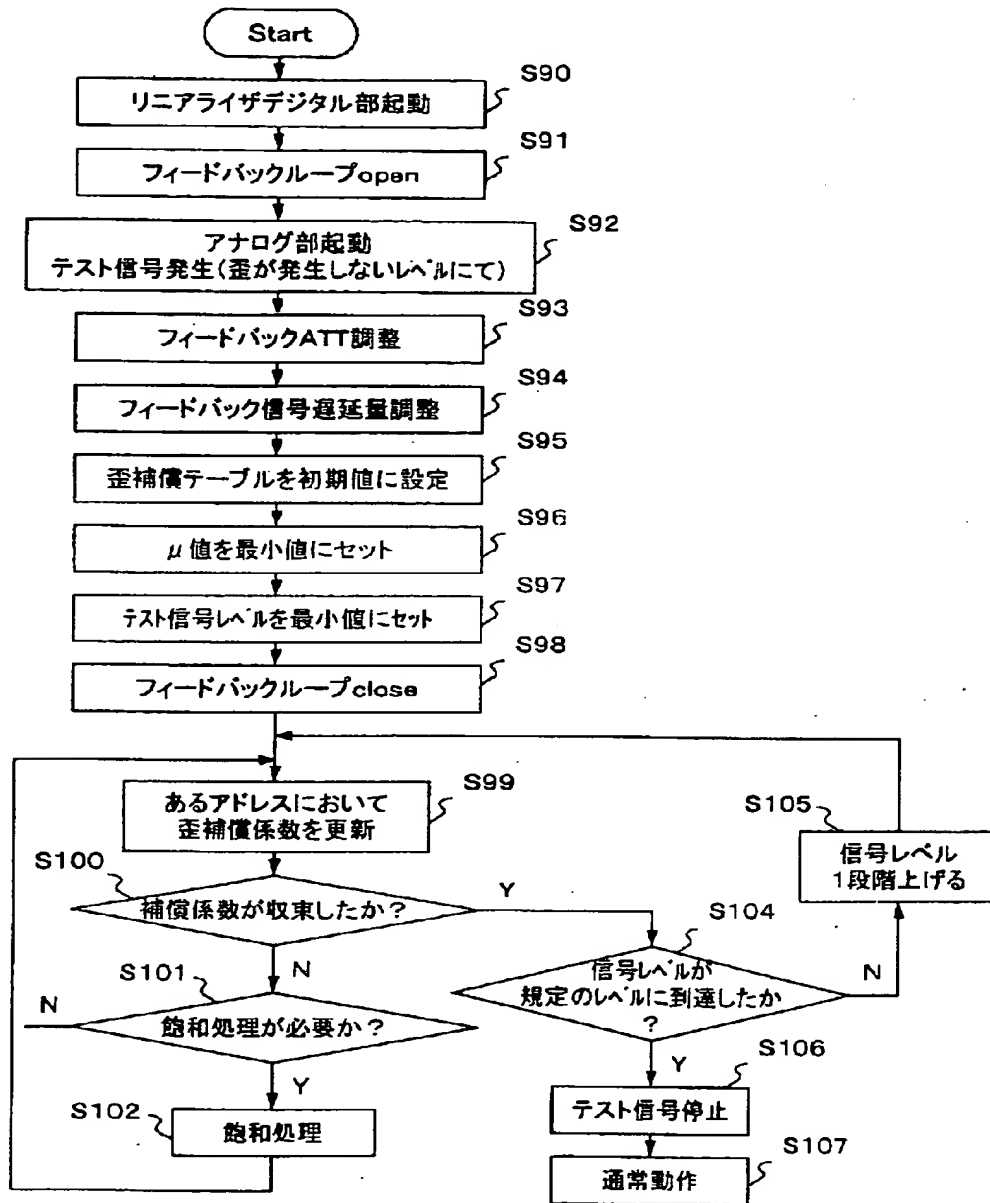 Start
S90
リニアライザデジタル部起動
S91
フィードバックループopen
S92
アナログ部起動
テスト信号発生(歪が発生しないレベルにて)
S93
フィードバックATT調整
S94
フィードバック信号遅延量調整
S95
歪補償テーブルを初期値に設定
S96
μ値を最小値にセット
S97
テスト信号レベルを最小値にセット
S98
フィードバックループclose
S99
あるアドレスにおいて
歪補償係数を更新
S105
信号レベル
1段階上げる
S100
補償係数が収束したか？
Y
S104
信号レベルが
規定のレベルに到達したか
？
N
N
S101
飽和処理が必要か？
N
Y
S102
飽和処理
Y
S106
テスト信号停止
S107
通常動作